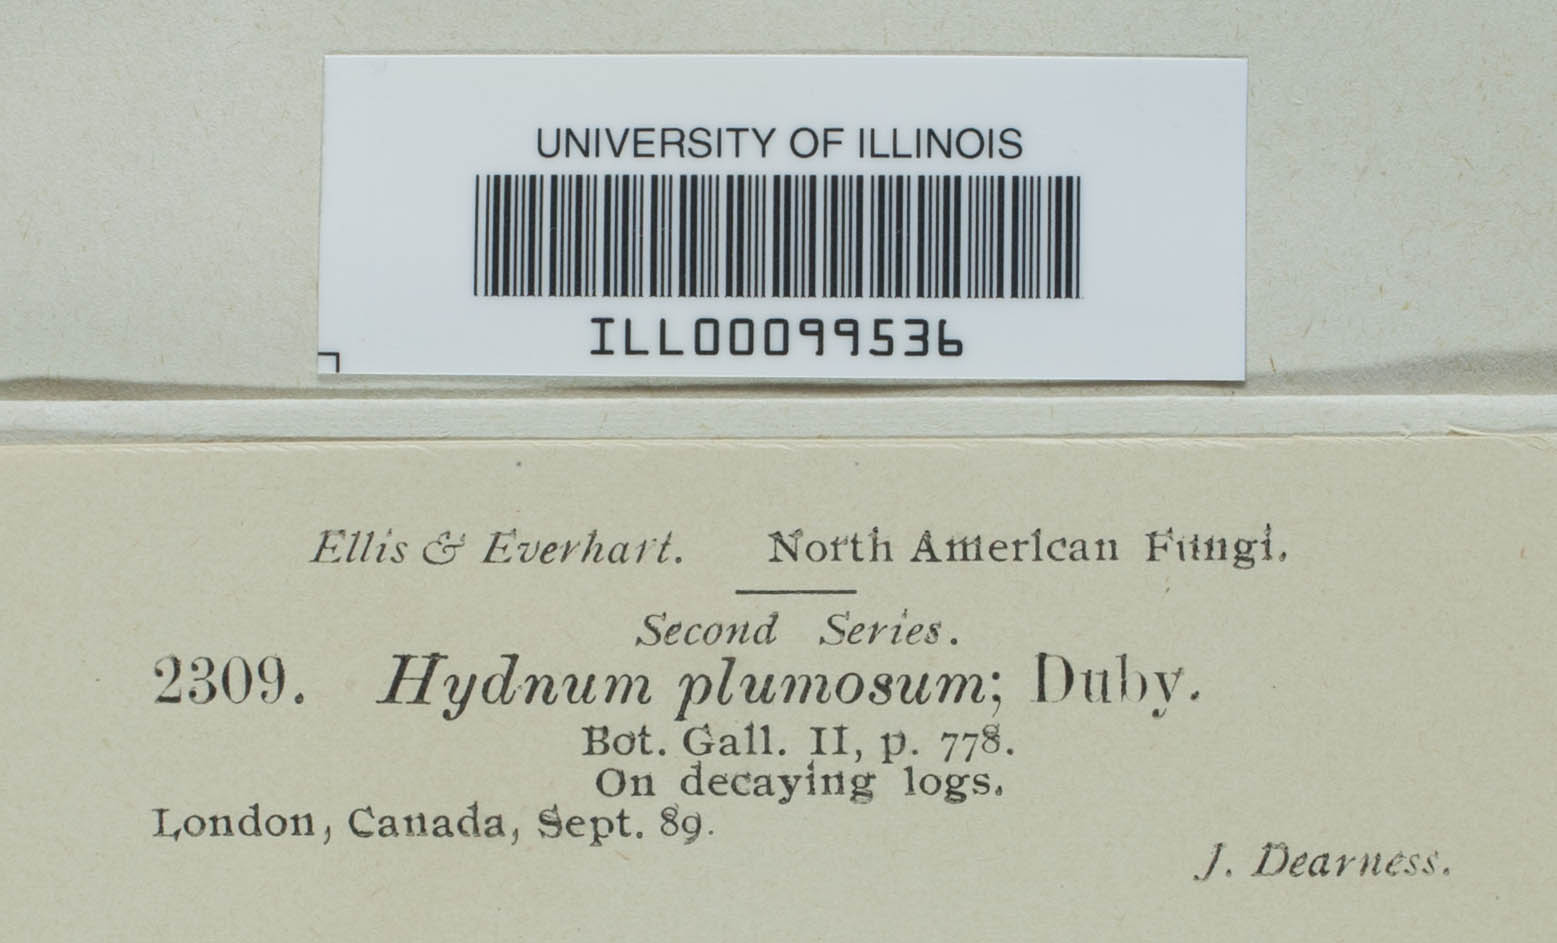 UNIVERSITY OF ILLINOIS
ILL00099536
Ellis & Everhart. North American Fungi.
Second Series.
2309. Hydnum plumosum; Duby.
Bot. Gall. II, p. 778.
On decaying logs.
London, Canada, Sept. 89.
J. Dearness.